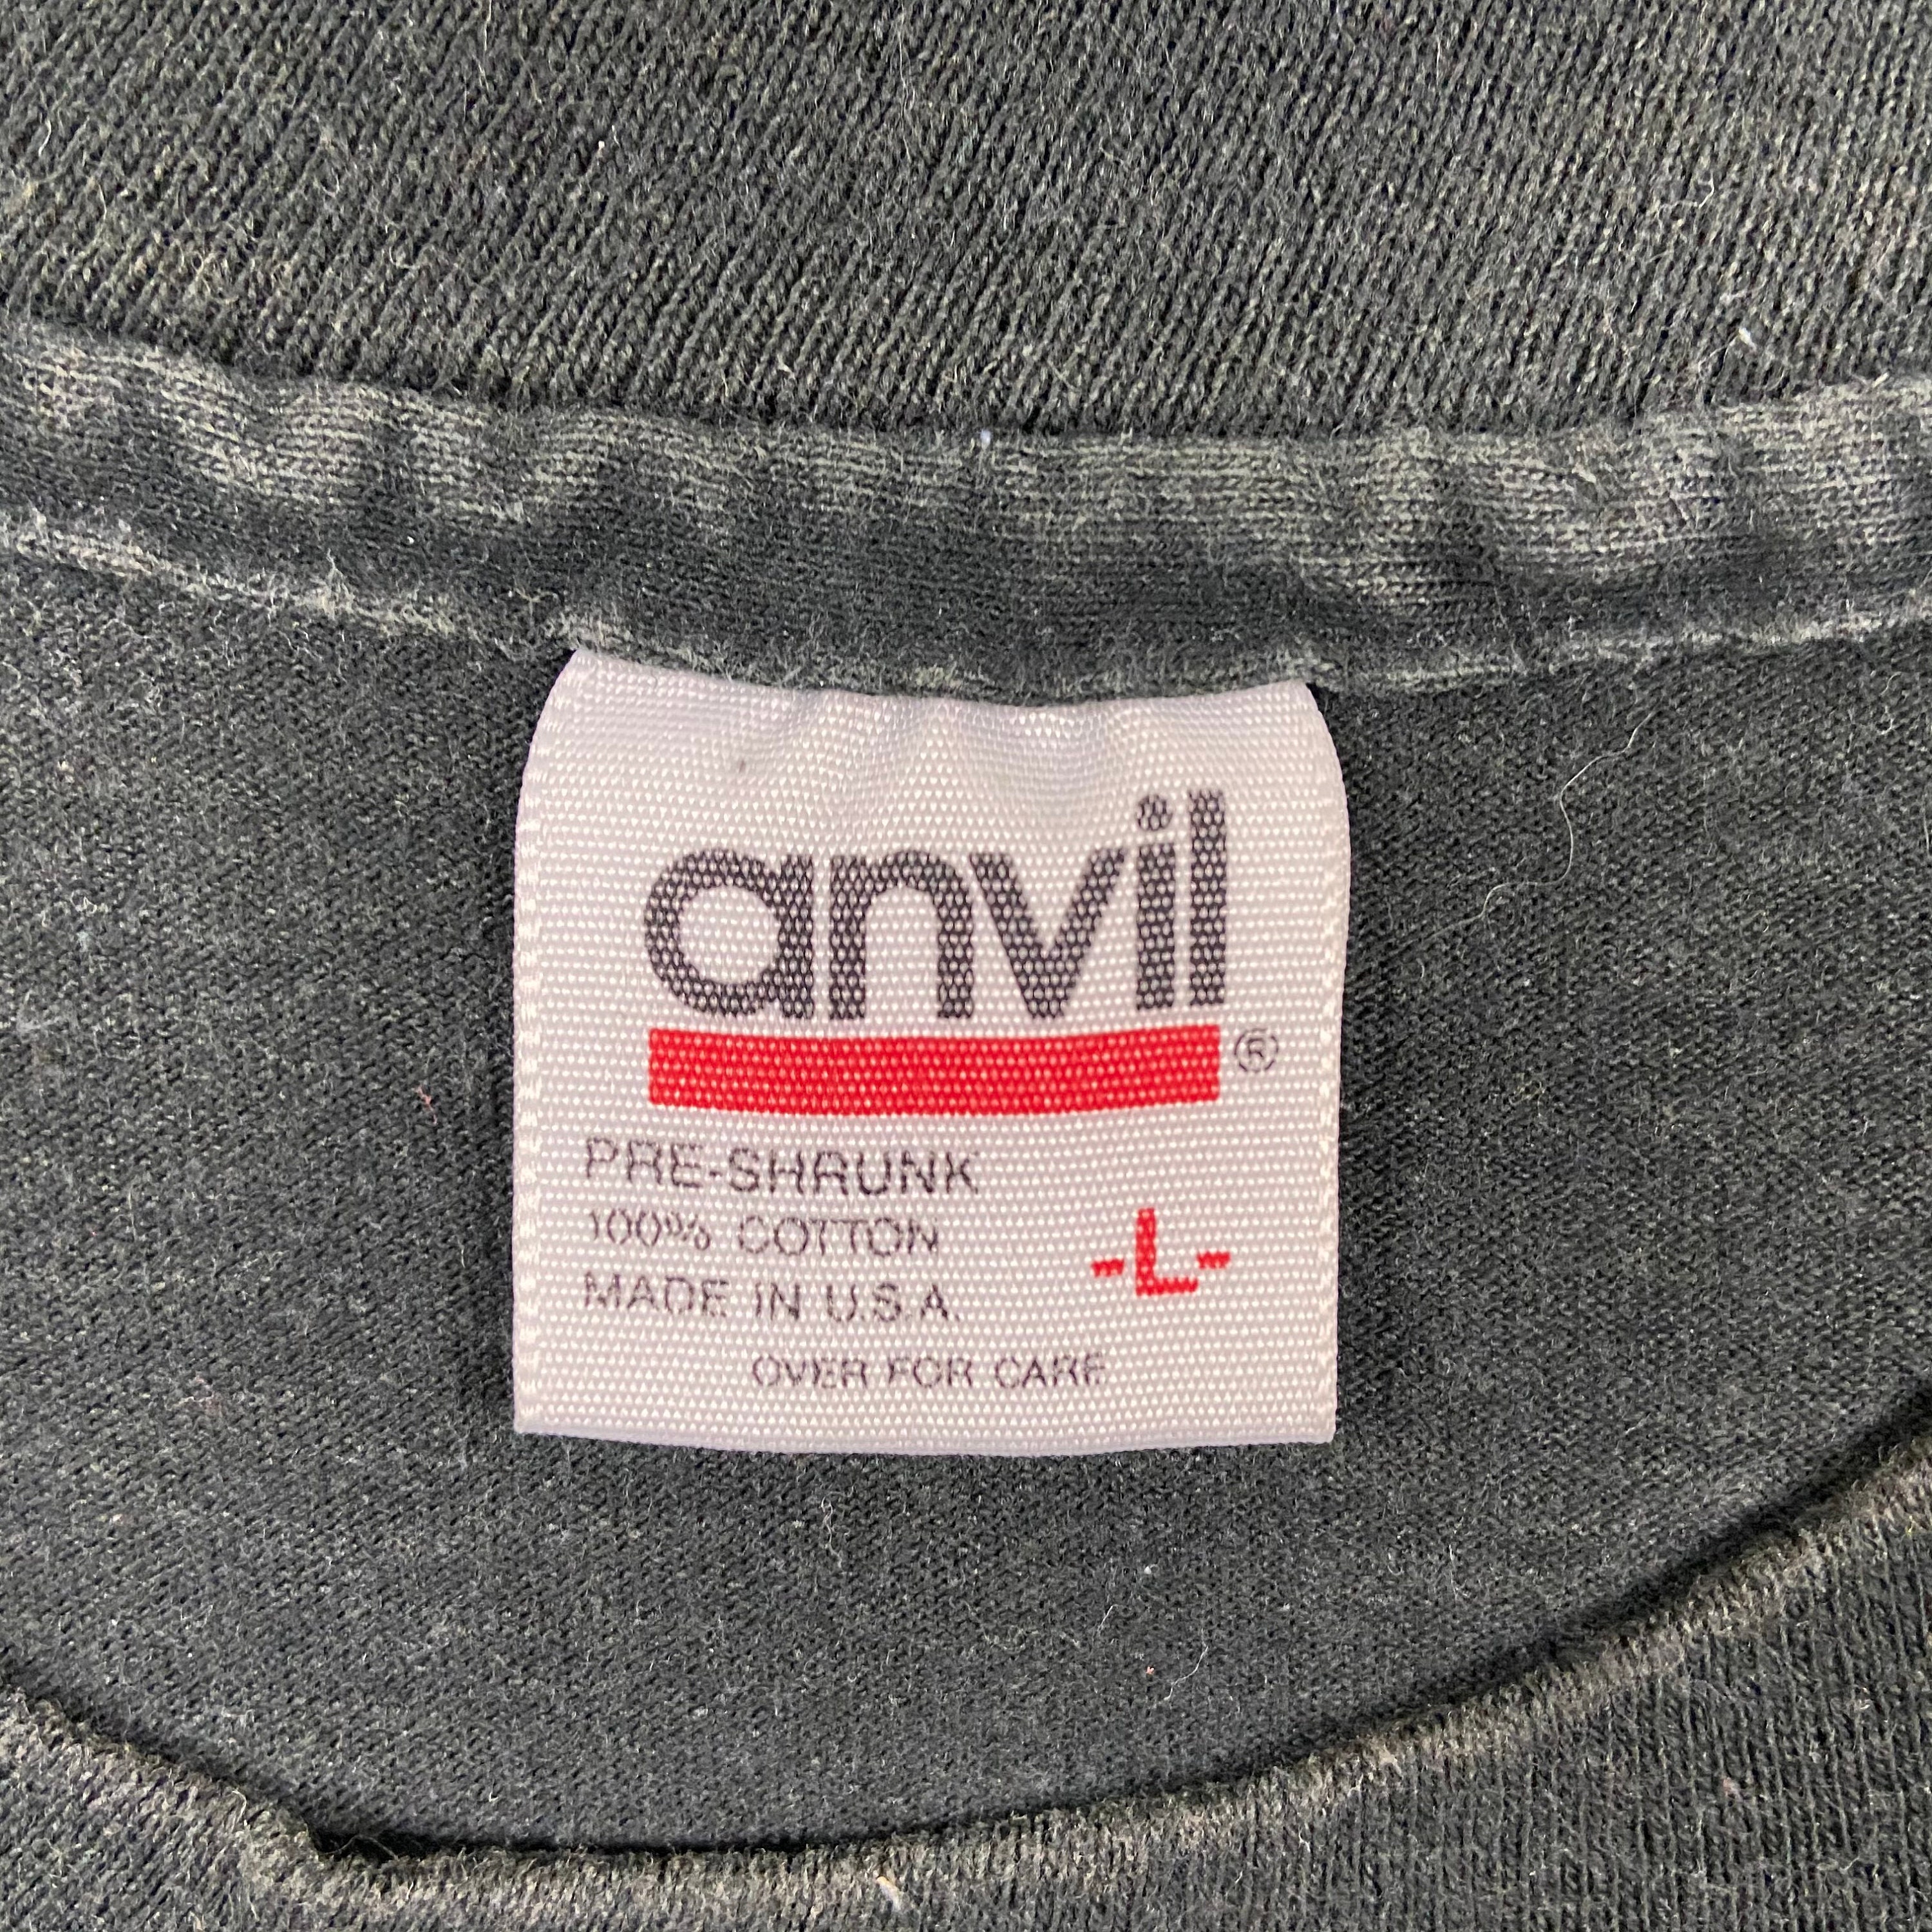 anvil
®
PRE-SHRUNK
100% COTTON
MADE IN U.S.A.
-L-
OVER FOR CARE